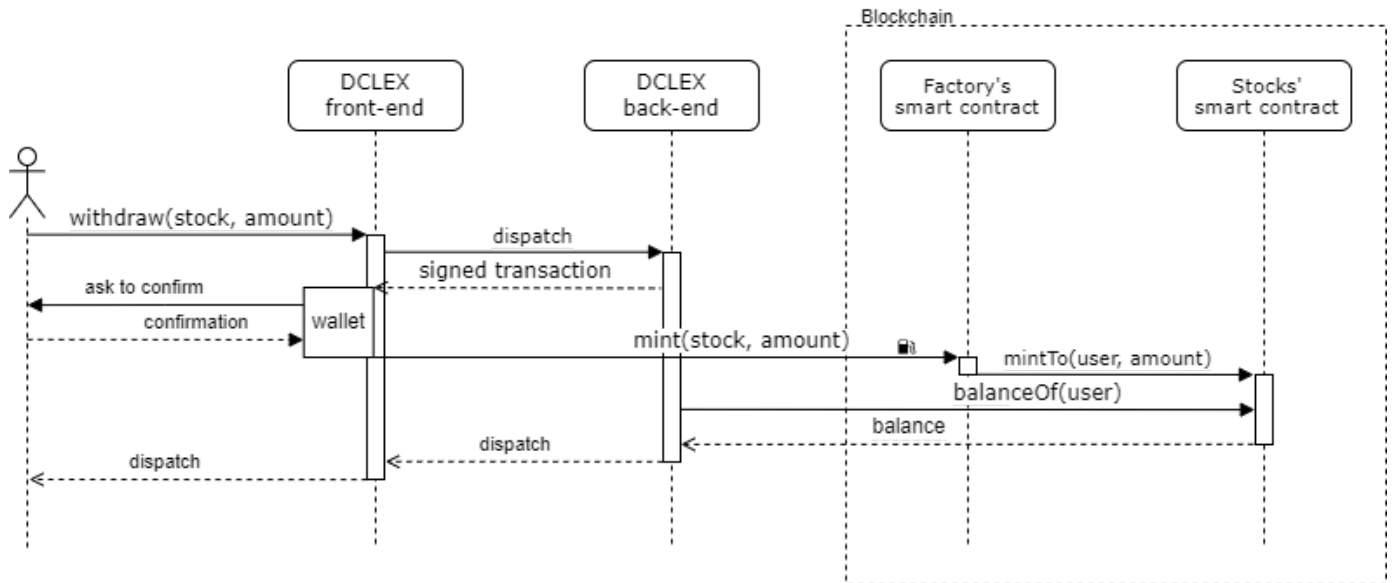 Blockchain
DCLEX
front-end
DCLEX
back-end
Factory's
smart contract
Stocks'
smart contract
withdraw(stock, amount)
dispatch
signed transaction
ask to confirm
wallet
confirmation
mint(stock, amount)
mintTo(user, amount)
balanceOf(user)
balance
dispatch
dispatch